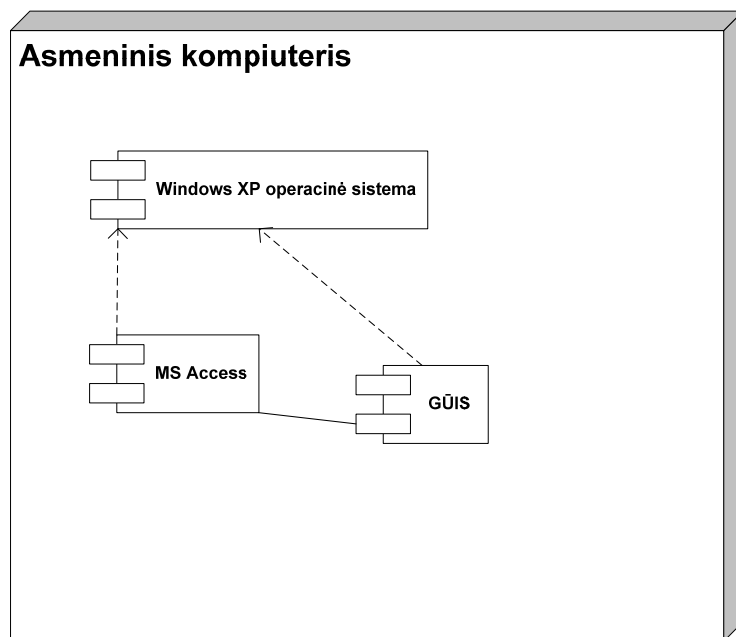 Asmeninis kompiuteris
Windows XP operacinė sistema
MS Access
GŪIS